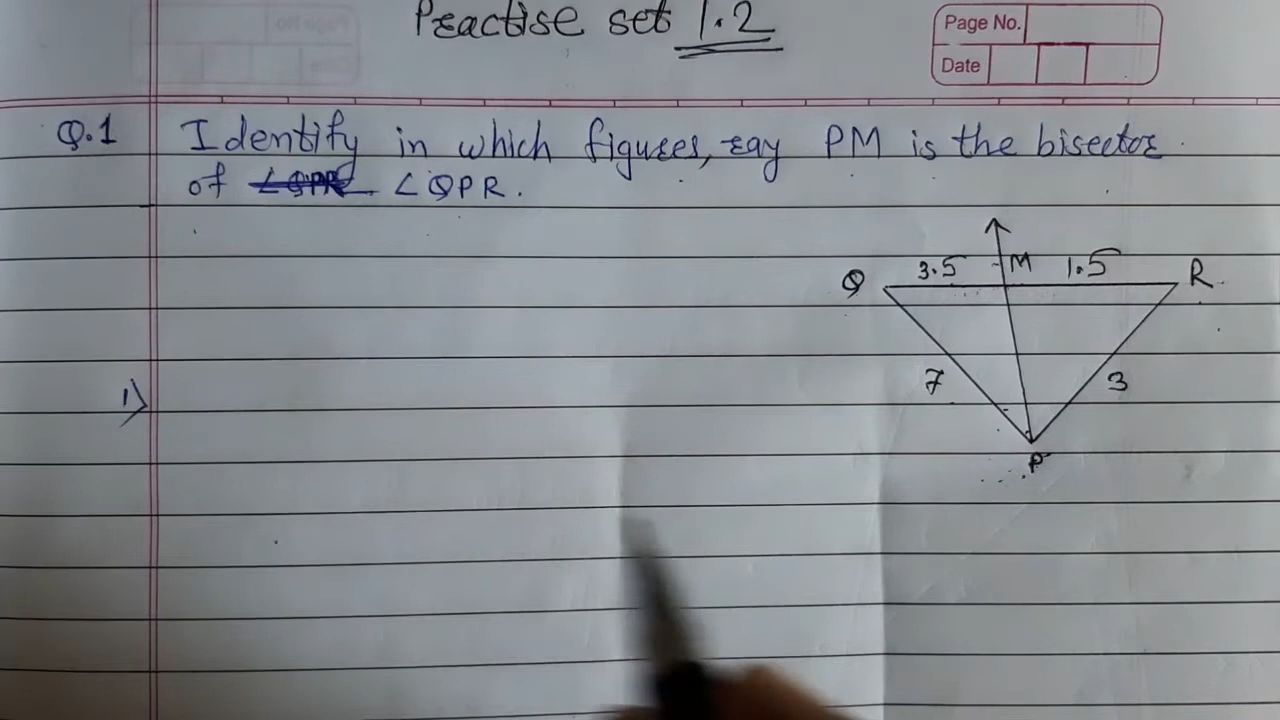 Practise set 1.2
Page No.
Date
Q.1 Identify in which figures, ray PM is the bisector
of ∠QPR ∠QPR.
Q 3.5 M 1.5 R
1)
7 3
P